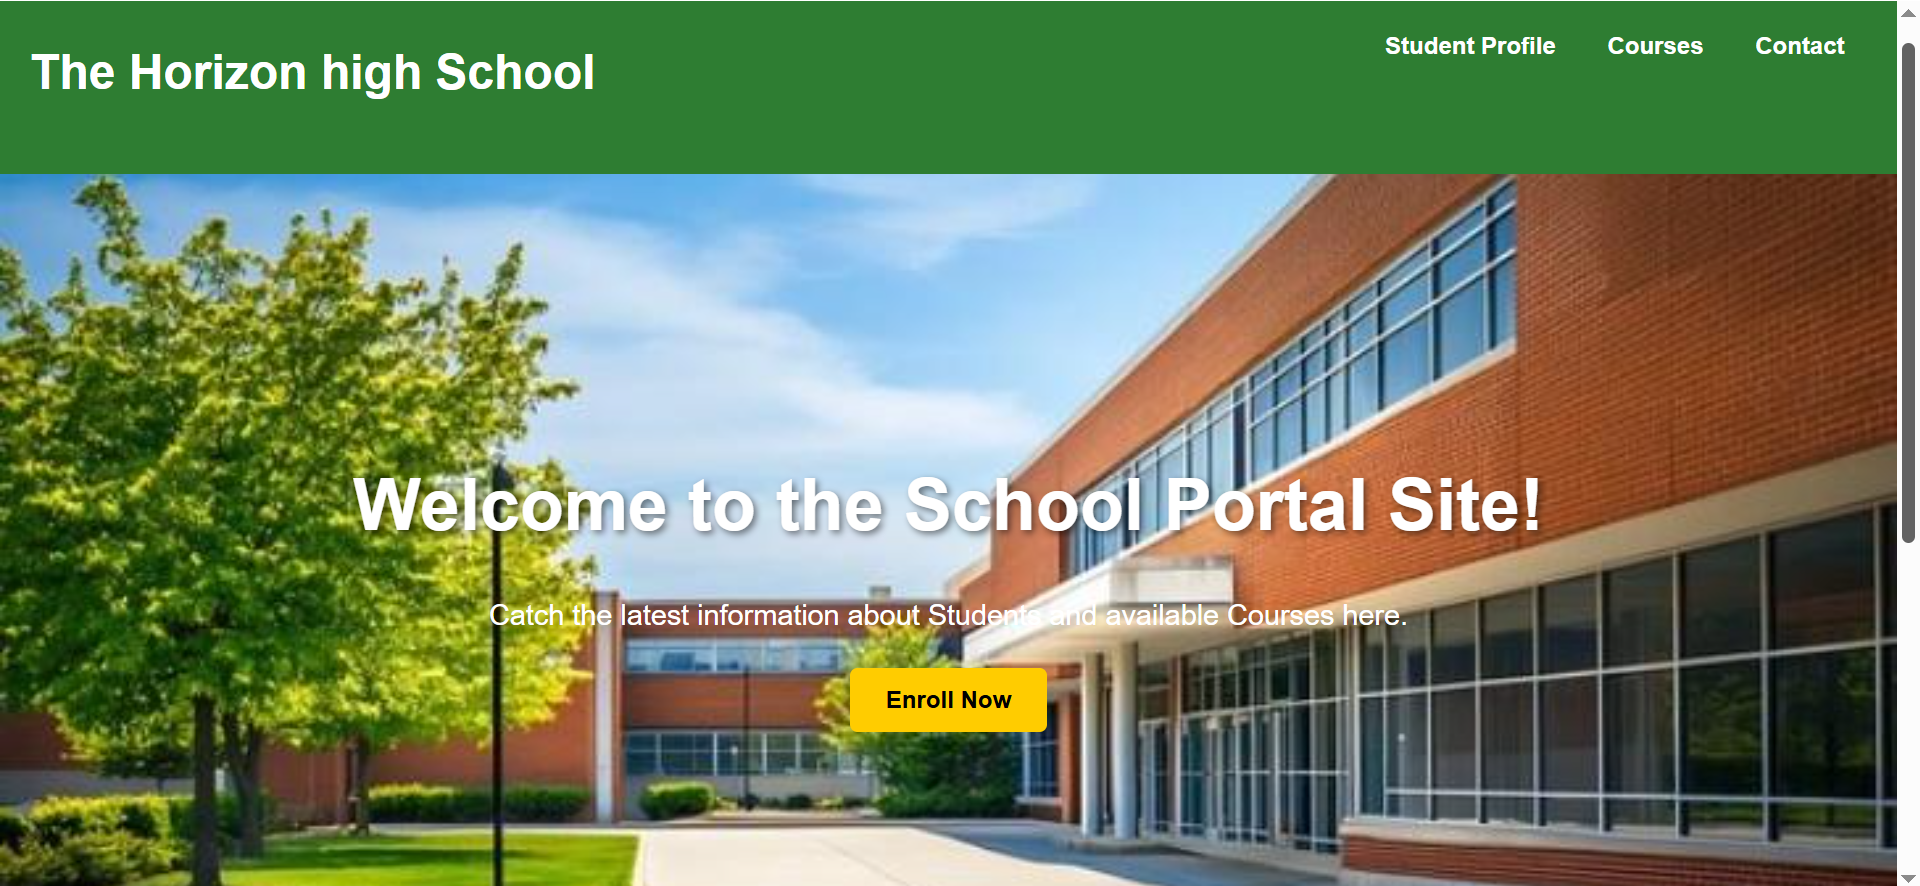 The Horizon high School
Student Profile Courses Contact
Welcome to the School Portal Site!
Catch the latest information about Students and available Courses here.
Enroll Now